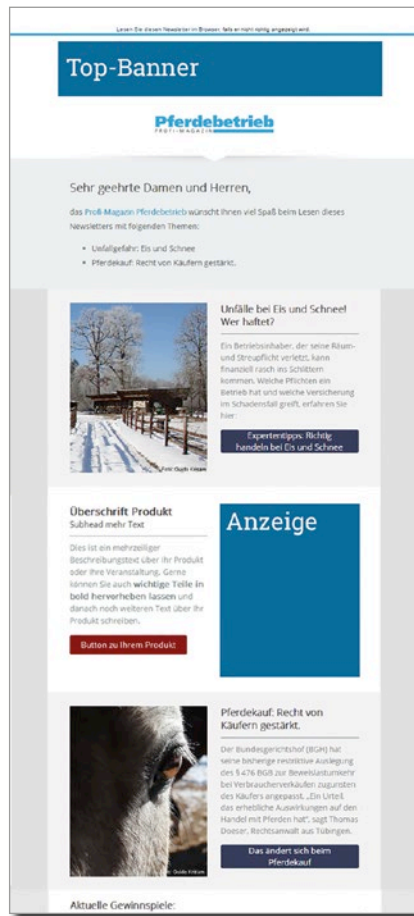 Lesen Sie diesen Newsletter im Browser, falls er nicht richtig angezeigt wird.
Top-Banner
Pferdebetrieb
PROFI-MAGAZIN
Sehr geehrte Damen und Herren,
das Profi-Magazin Pferdebetrieb wünscht Ihnen viel Spaß beim Lesen dieses
Newsletters mit folgenden Themen:
• Unfallgefahr: Eis und Schnee
• Pferdekauf: Recht von Käufern gestärkt.
Unfälle bei Eis und Schnee!
Wer haftet?
Ein Betriebsinhaber, der seine Räum-
und Streupflicht verletzt, kann
finanziell rasch ins Schlittern
kommen. Welche Pflichten ein
Betrieb hat und welche Versicherung
im Schadensfall greift, erfahren Sie
hier:
Expertentipps: Richtig
handeln bei Eis und Schnee
Foto: Guido Krisam
Überschrift Produkt
Subhead mehr Text
Dies ist ein mehrzeiliger
Beschreibungstext über Ihr Produkt
oder Ihre Veranstaltung. Gerne
können Sie auch wichtige Teile in
bold hervorheben lassen und
danach noch weiteren Text über Ihr
Produkt schreiben.
Button zu Ihrem Produkt
Anzeige
Pferdekauf: Recht von
Käufern gestärkt.
Der Bundesgerichtshof (BGH) hat
seine bisherige restriktive Auslegung
des § 476 BGB zur Beweislastumkehr
bei Verbraucherverkäufen zugunsten
des Käufers angepasst. „Ein Urteil,
das erhebliche Auswirkungen auf den
Handel mit Pferden hat“, sagt Thomas
Doeser, Rechtsanwalt aus Tübingen.
Das ändert sich beim
Pferdekauf
Foto: Guido Krisam
Aktuelle Gewinnspiele: